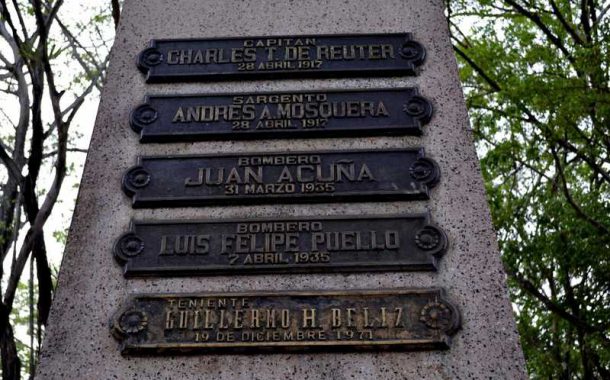 CAPITAN
CHARLES T. DE REUTER
28 ABRIL 1917
SARGENTO
ANDRES A. MOSQUERA
28 ABRIL 1917
BOMBERO
JUAN ACUÑA
31 MARZO 1935
BOMBERO
LUIS FELIPE PUELLO
7 ABRIL 1935
TENIENTE
GUILLERMO H. BELIZ
19 DE DICIEMBRE 1971